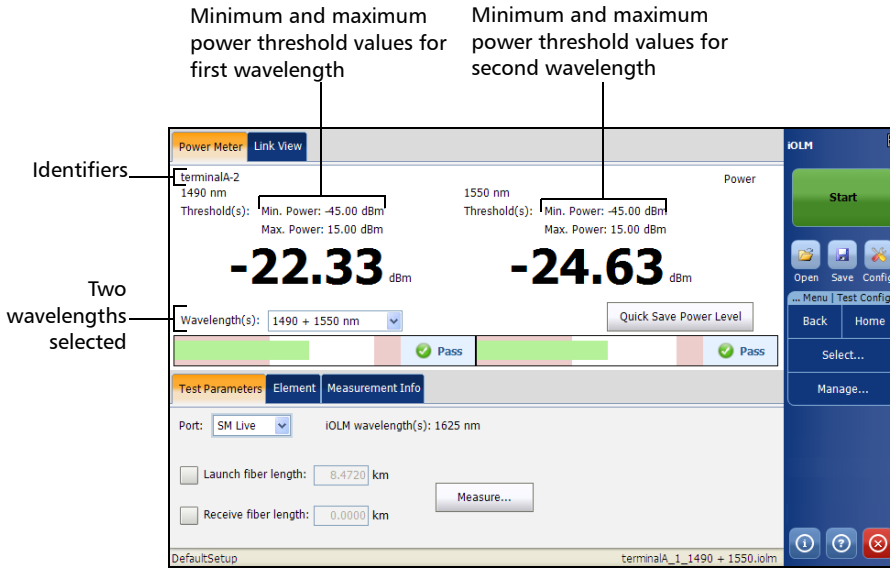 Minimum and maximum
power threshold values for
first wavelength
Minimum and maximum
power threshold values for
second wavelength
Identifiers
Two
wavelengths
selected
Power Meter Link View
terminalA-2
1490 nm
Threshold(s): Min. Power: -45.00 dBm
Max. Power: 15.00 dBm
-22.33 dBm
Power
1550 nm
Threshold(s): Min. Power: -45.00 dBm
Max. Power: 15.00 dBm
-24.63 dBm
Wavelength(s): 1490 + 1550 nm
Quick Save Power Level
Pass
Pass
Test Parameters Element Measurement Info
Port: SM Live iOLM wavelength(s): 1625 nm
Launch fiber length: 8.4720 km
Measure...
Receive fiber length: 0.0000 km
DefaultSetup terminalA_1_1490 + 1550.iolm
iOLM
Start
Open Save Config
... Menu | Test Config
Back Home
Select...
Manage...